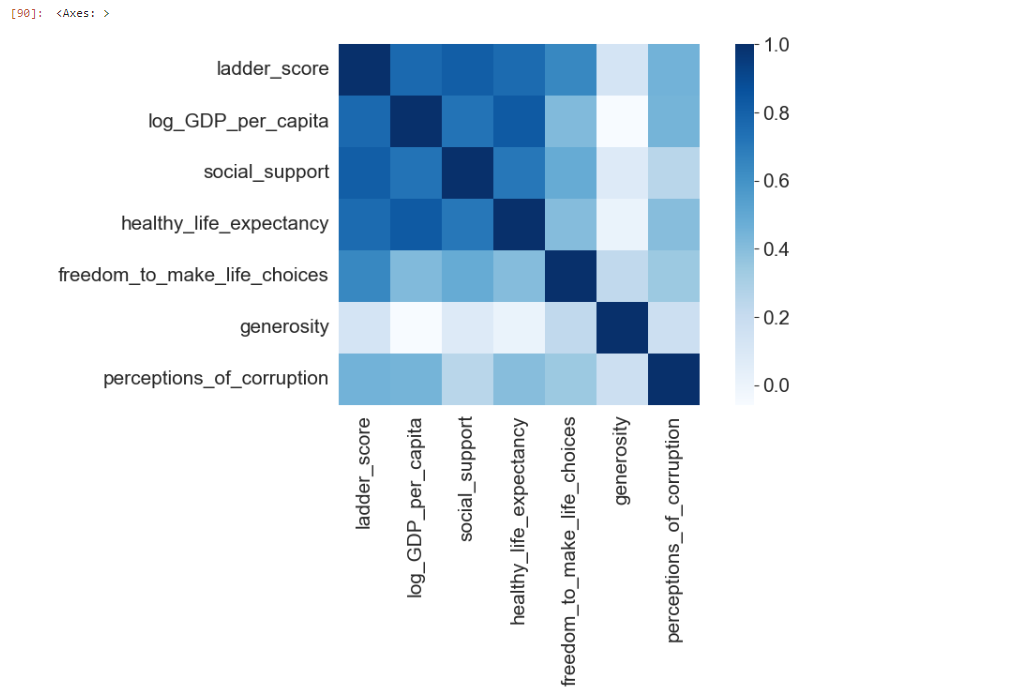 [90]: <Axes: >
ladder_score
log_GDP_per_capita
social_support
healthy_life_expectancy
freedom_to_make_life_choices
generosity
perceptions_of_corruption
1.0
0.8
0.6
0.4
0.2
0.0
ladder_score
log_GDP_per_capita
social_support
healthy_life_expectancy
freedom_to_make_life_choices
generosity
perceptions_of_corruption